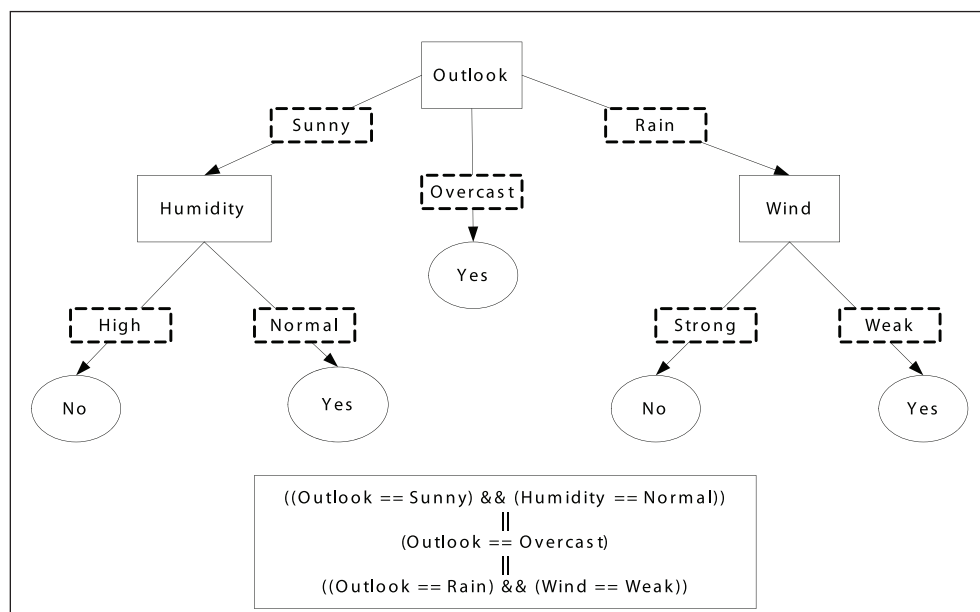 Outlook
Sunny
Rain
Overcast
Humidity
Wind
Yes
High
Normal
Strong
Weak
No
Yes
No
Yes
((Outlook == Sunny) && (Humidity == Normal))
||
(Outlook == Overcast)
||
((Outlook == Rain) && (Wind == Weak))